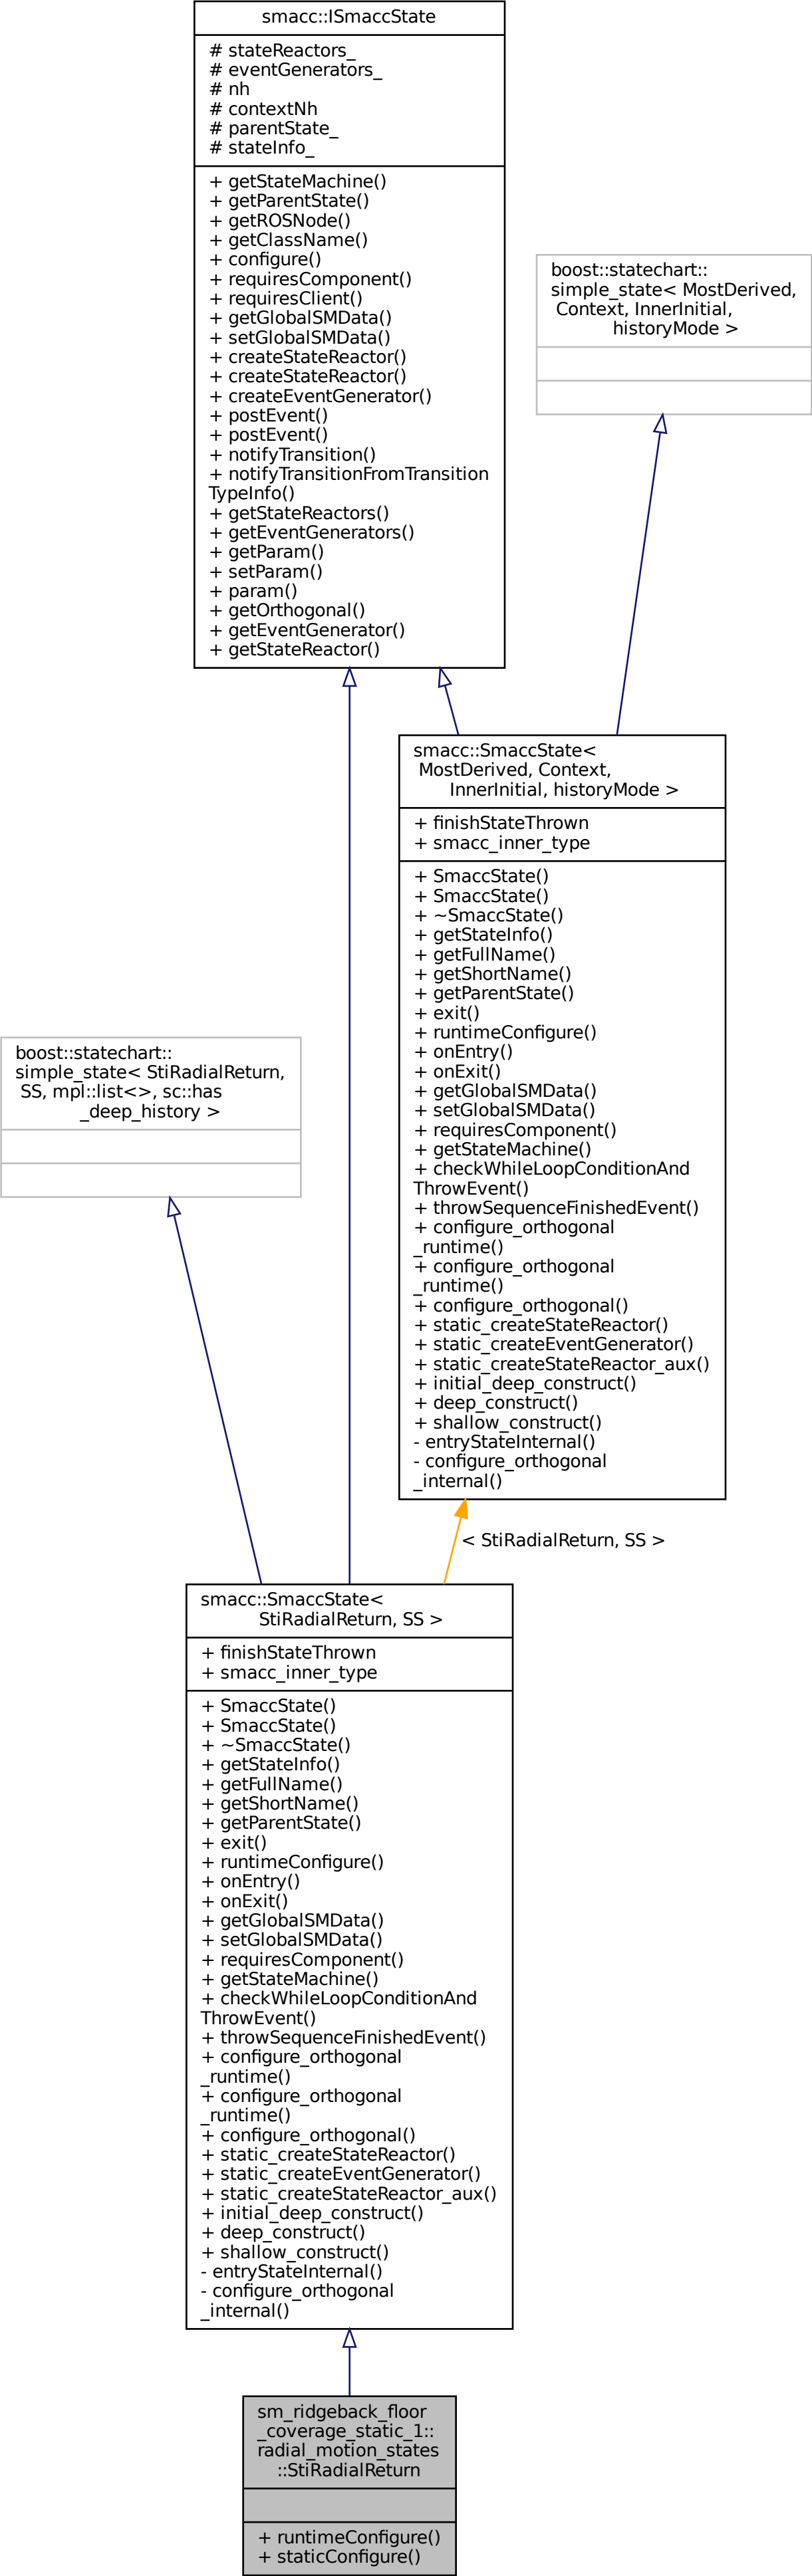 smacc::ISmaccState
# stateReactors_
# eventGenerators_
# nh
# contextNh
# parentState_
# stateInfo_
+ getStateMachine()
+ getParentState()
+ getROSNode()
+ getClassName()
+ configure()
+ requiresComponent()
+ requiresClient()
+ getGlobalSMData()
+ setGlobalSMData()
+ createStateReactor()
+ createStateReactor()
+ createEventGenerator()
+ postEvent()
+ postEvent()
+ notifyTransition()
+ notifyTransitionFromTransition
TypeInfo()
+ getStateReactors()
+ getEventGenerators()
+ getParam()
+ setParam()
+ param()
+ getOrthogonal()
+ getEventGenerator()
+ getStateReactor()
boost::statechart::
simple_state< MostDerived,
Context, InnerInitial,
historyMode >
smacc::SmaccState<
MostDerived, Context,
InnerInitial, historyMode >
+ finishStateThrown
+ smacc_inner_type
+ SmaccState()
+ SmaccState()
+ ~SmaccState()
+ getStateInfo()
+ getFullName()
+ getShortName()
+ getParentState()
+ exit()
+ runtimeConfigure()
+ onEntry()
+ onExit()
+ getGlobalSMData()
+ setGlobalSMData()
+ requiresComponent()
+ getStateMachine()
+ checkWhileLoopConditionAnd
ThrowEvent()
+ throwSequenceFinishedEvent()
+ configure_orthogonal
_runtime()
+ configure_orthogonal
_runtime()
+ configure_orthogonal()
+ static_createStateReactor()
+ static_createEventGenerator()
+ static_createStateReactor_aux()
+ initial_deep_construct()
+ deep_construct()
+ shallow_construct()
- entryStateInternal()
- configure_orthogonal
_internal()
boost::statechart::
simple_state< StiRadialReturn,
SS, mpl::list<>, sc::has
_deep_history >
< StiRadialReturn, SS >
smacc::SmaccState<
StiRadialReturn, SS >
+ finishStateThrown
+ smacc_inner_type
+ SmaccState()
+ SmaccState()
+ ~SmaccState()
+ getStateInfo()
+ getFullName()
+ getShortName()
+ getParentState()
+ exit()
+ runtimeConfigure()
+ onEntry()
+ onExit()
+ getGlobalSMData()
+ setGlobalSMData()
+ requiresComponent()
+ getStateMachine()
+ checkWhileLoopConditionAnd
ThrowEvent()
+ throwSequenceFinishedEvent()
+ configure_orthogonal
_runtime()
+ configure_orthogonal
_runtime()
+ configure_orthogonal()
+ static_createStateReactor()
+ static_createEventGenerator()
+ static_createStateReactor_aux()
+ initial_deep_construct()
+ deep_construct()
+ shallow_construct()
- entryStateInternal()
- configure_orthogonal
_internal()
sm_ridgeback_floor
_coverage_static_1::
radial_motion_states
::StiRadialReturn
+ runtimeConfigure()
+ staticConfigure()